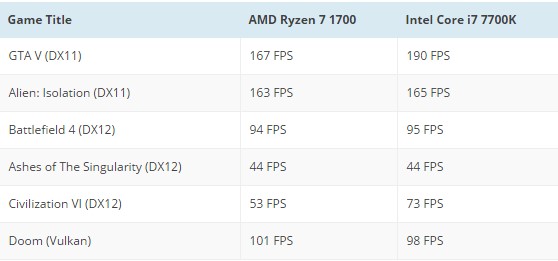 Game Title AMD Ryzen 7 1700 Intel Core i7 7700K
GTA V (DX11) 167 FPS 190 FPS
Alien: Isolation (DX11) 163 FPS 165 FPS
Battlefield 4 (DX12) 94 FPS 95 FPS
Ashes of The Singularity (DX12) 44 FPS 44 FPS
Civilization VI (DX12) 53 FPS 73 FPS
Doom (Vulkan) 101 FPS 98 FPS